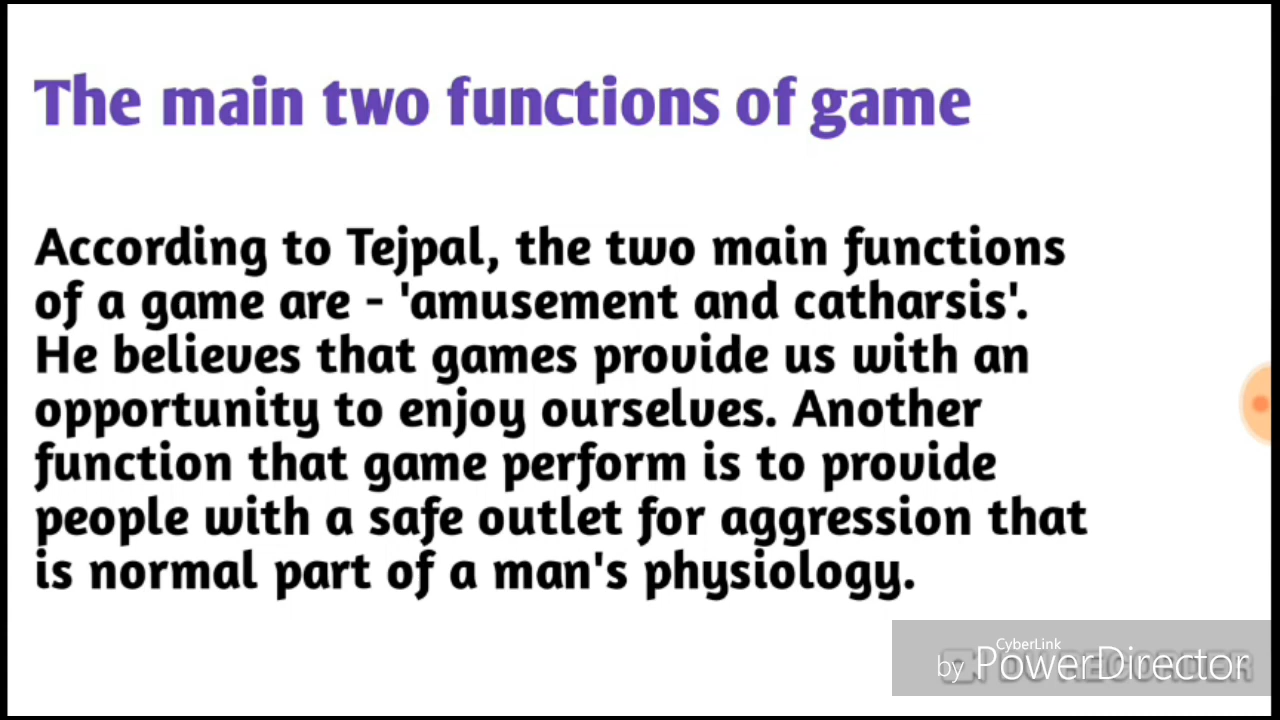 The main two functions of game
According to Tejpal, the two main functions
of a game are - 'amusement and catharsis'.
He believes that games provide us with an
opportunity to enjoy ourselves. Another
function that game perform is to provide
people with a safe outlet for aggression that
is normal part of a man's physiology.
CyberLink
by PowerDirector